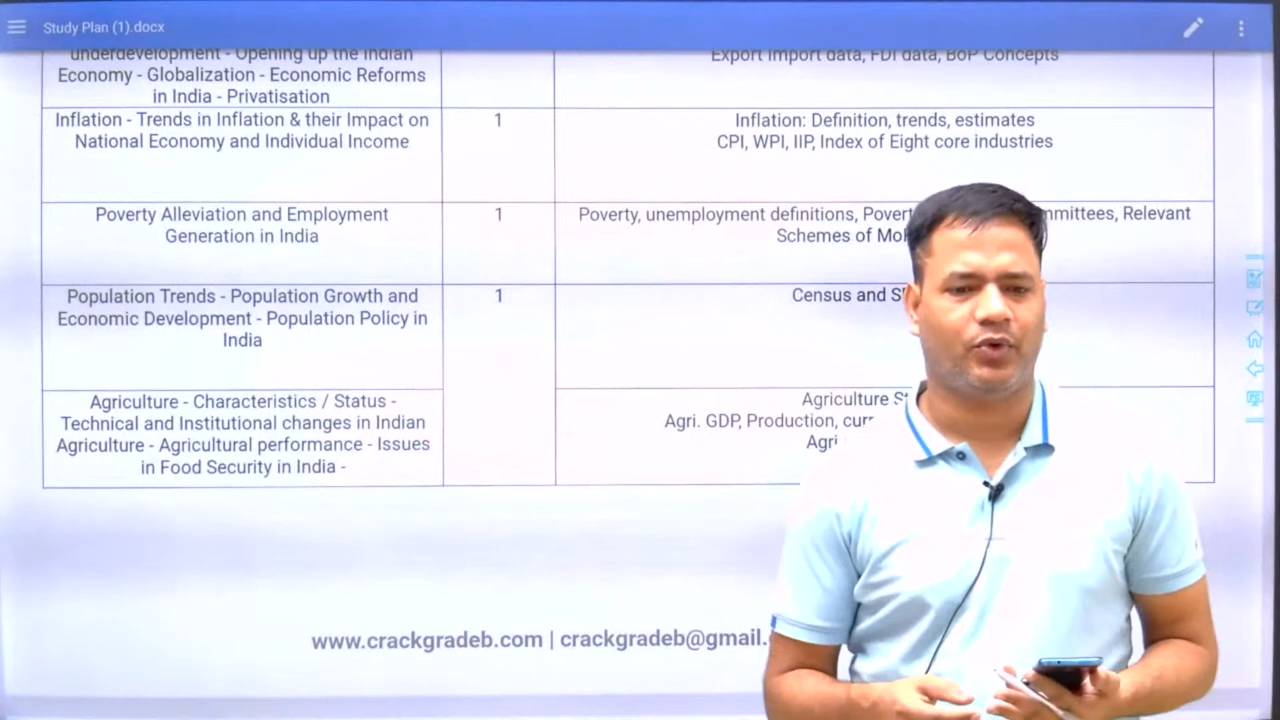 Study Plan (1).docx
underdevelopment - Opening up the Indian
Economy - Globalization - Economic Reforms
in India - Privatisation
Export Import data, FDI data, BoP Concepts
Inflation - Trends in Inflation & their Impact on
National Economy and Individual Income
1
Inflation: Definition, trends, estimates
CPI, WPI, IIP, Index of Eight core industries
Poverty Alleviation and Employment
Generation in India
1
Poverty, unemployment definitions, Relevant
Schemes of
Population Trends - Population Growth and
Economic Development - Population Policy in
India
1
Census and
Agriculture - Characteristics / Status -
Technical and Institutional changes in Indian
Agriculture - Agricultural performance - Issues
in Food Security in India -
Agriculture
Agri. GDP, Production,
Agri
www.crackgradeb.com | crackgradeb@gmail.